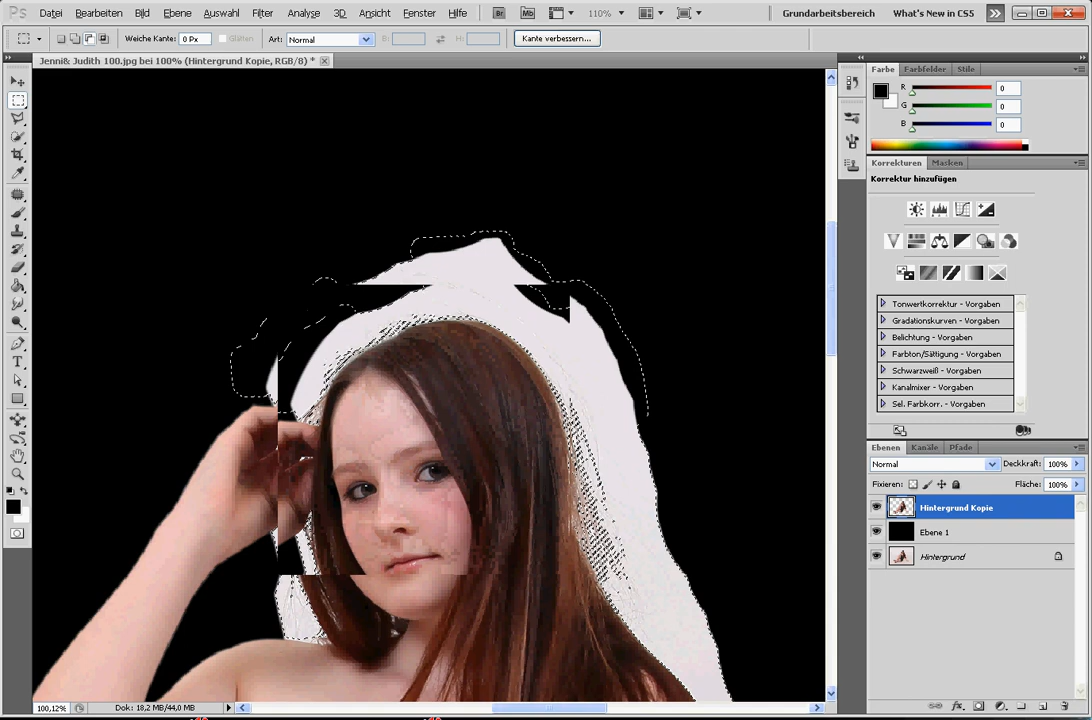 Ps Datei Bearbeiten Bild Ebene Auswahl Filter Analyse 3D Ansicht Fenster Hilfe Br Mb 110% Grundarbeitsbereich What's New in CS5
Weiche Kante: 0 Px Glätten Art: Normal B: H: Kante verbessern...
Jenni& Judith 100.jpg bei 100% (Hintergrund Kopie, RGB/8) *
Farbe Farbfelder Stile
R 0
G 0
B 0
Korrekturen Masken
Korrektur hinzufügen
Tonwertkorrektur - Vorgaben
Gradationskurven - Vorgaben
Belichtung - Vorgaben
Farbton/Sättigung - Vorgaben
Schwarzweiß - Vorgaben
Kanalmixer - Vorgaben
Sel. Farbkorr. - Vorgaben
Ebenen Kanäle Pfade
Normal Deckkraft: 100%
Fixieren: Fläche: 100%
Hintergrund Kopie
Ebene 1
Hintergrund
100,12% Dok: 18,2 MB/44,0 MB